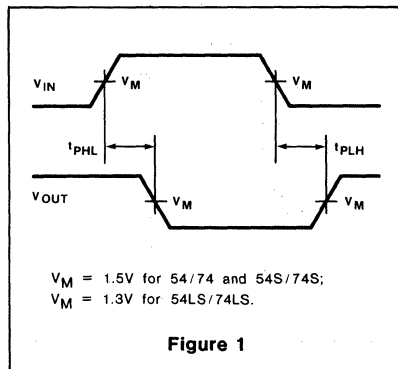 VIN
VM
VM
tPHL
tPLH
VOUT
VM
VM
VM = 1.5V for 54/74 and 54S/74S;
VM = 1.3V for 54LS/74LS.
Figure 1